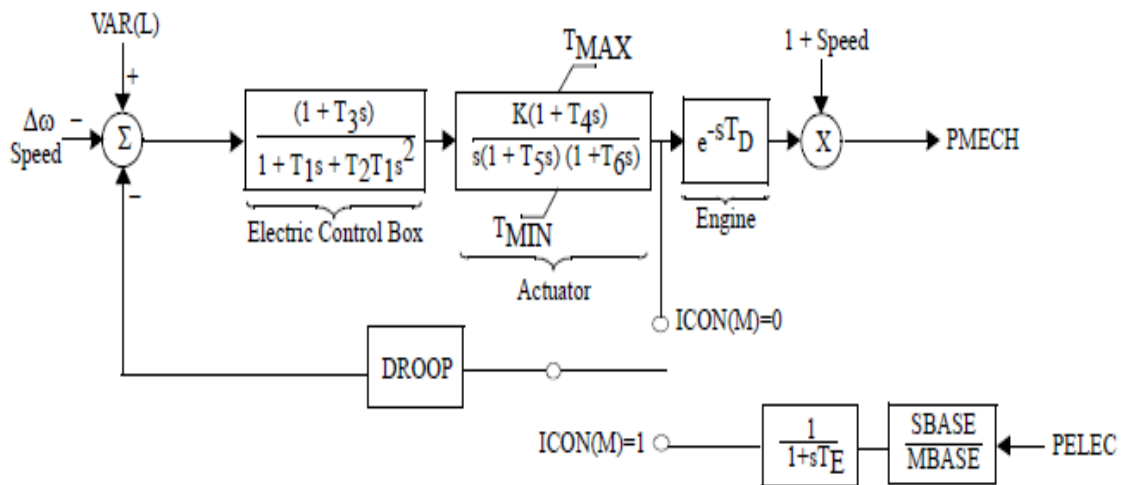 VAR(L)
+
Δω
Speed
−
Σ
−
(1 + T3s)
1 + T1s + T2T1s²
Electric Control Box
TMAX
K(1 + T4s)
s(1 + T5s) (1 +T6s)
TMIN
Actuator
e-sTD
Engine
1 + Speed
X
PMECH
ICON(M)=0
DROOP
ICON(M)=1
1
1+sTE
SBASE
MBASE
PELEC